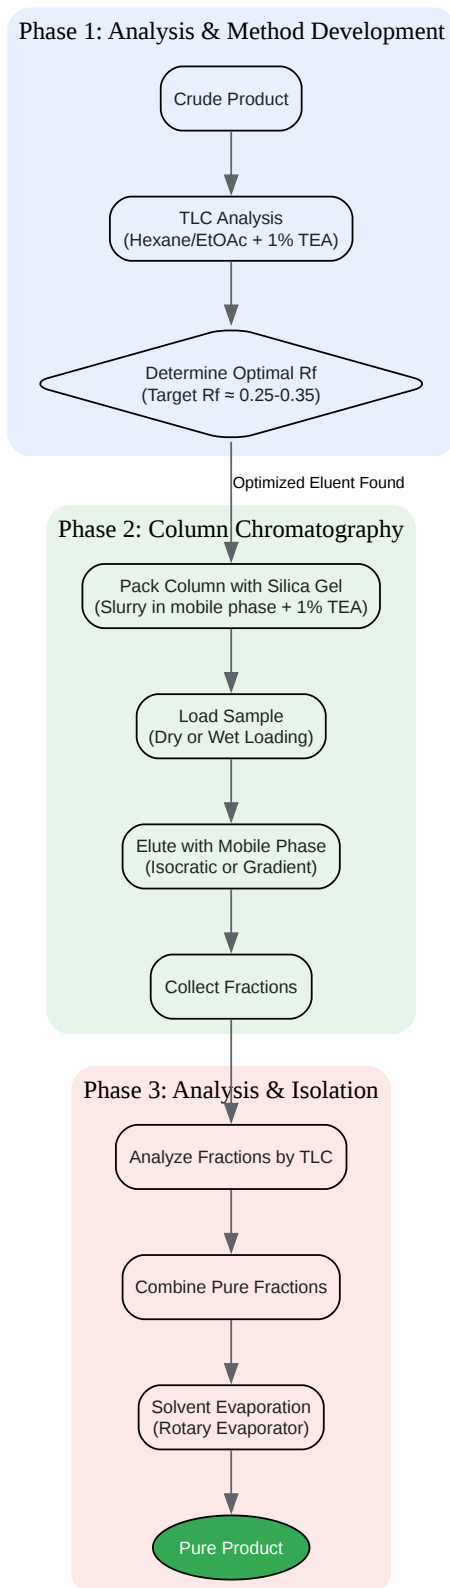 Phase 1: Analysis & Method Development
Crude Product
TLC Analysis
(Hexane/EtOAc + 1% TEA)
Determine Optimal Rf
(Target Rf ≈ 0.25-0.35)
Optimized Eluent Found
Phase 2: Column Chromatography
Pack Column with Silica Gel
(Slurry in mobile phase + 1% TEA)
Load Sample
(Dry or Wet Loading)
Elute with Mobile Phase
(Isocratic or Gradient)
Collect Fractions
Phase 3: Analysis & Isolation
Analyze Fractions by TLC
Combine Pure Fractions
Solvent Evaporation
(Rotary Evaporator)
Pure Product